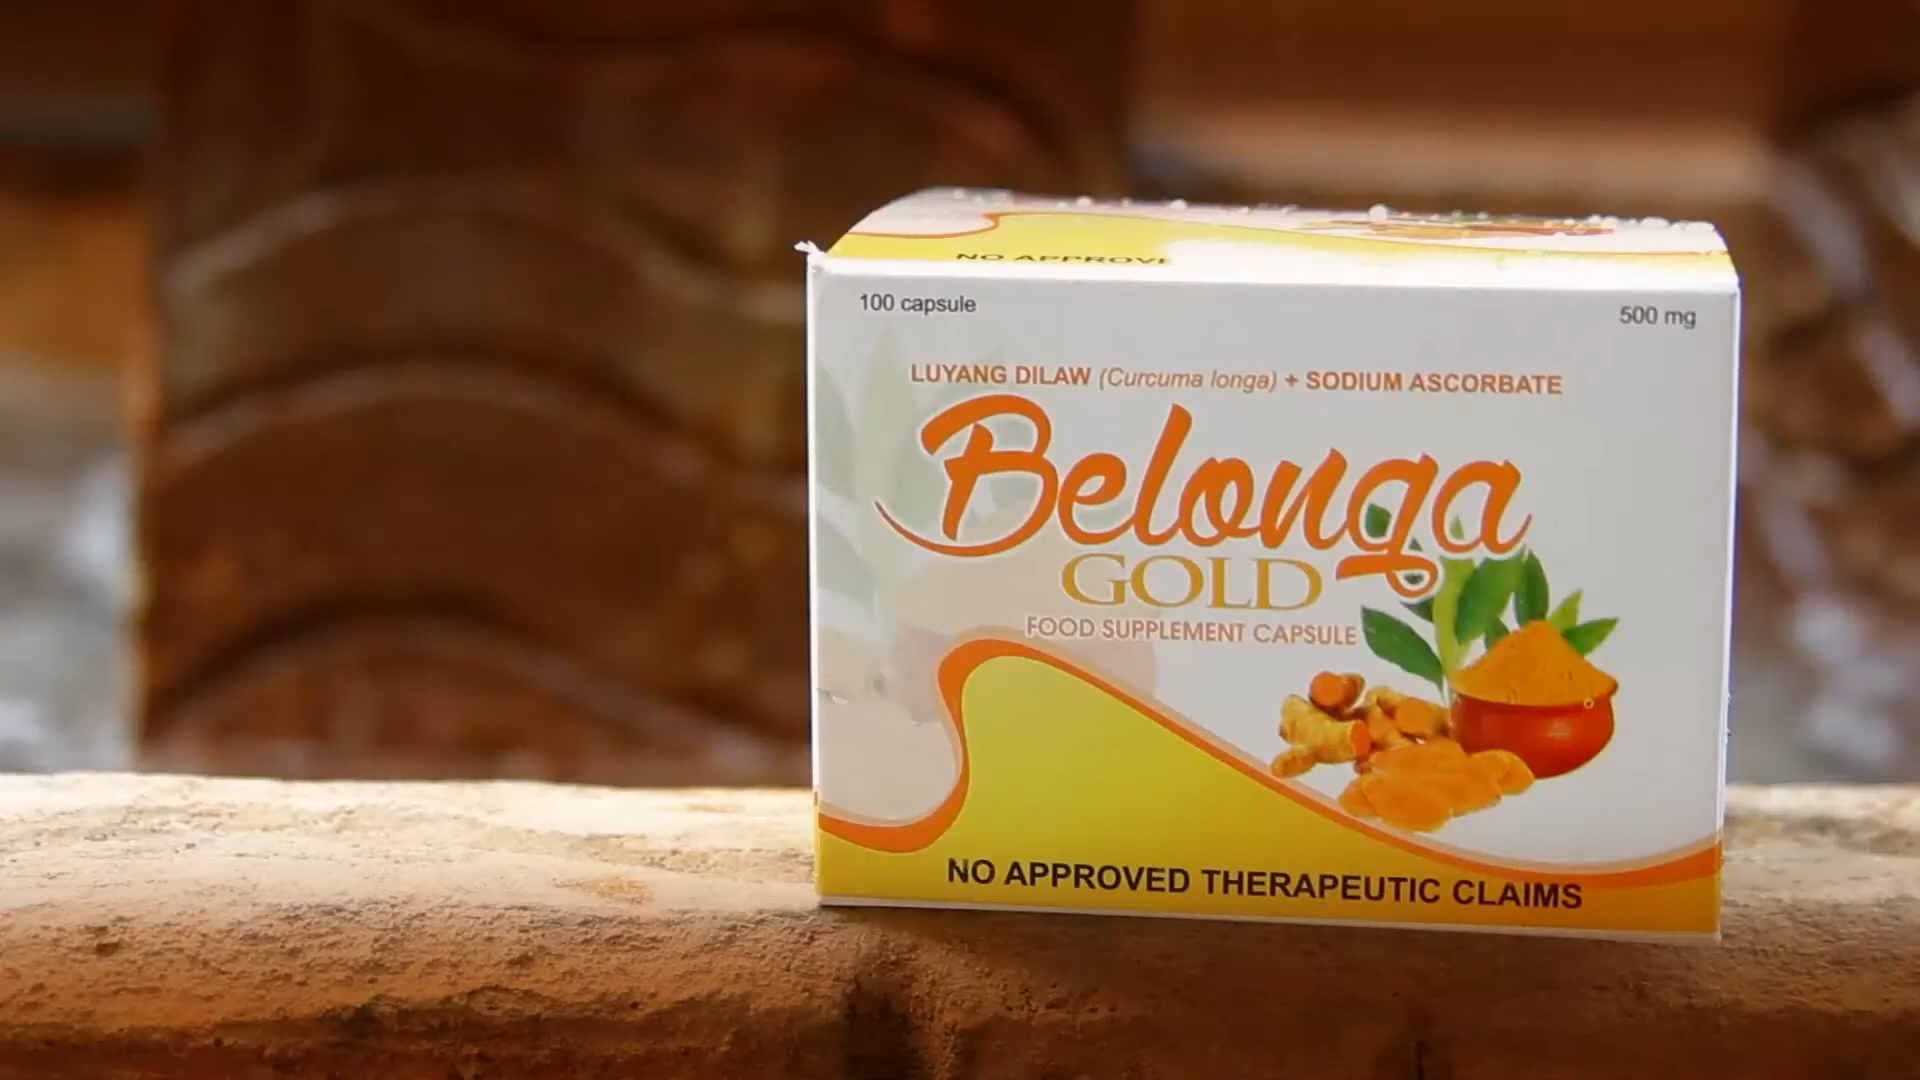 NO APPROVE
100 capsule
500 mg
LUYANG DILAW (Curcuma longa) + SODIUM ASCORBATE
Belonga
GOLD
FOOD SUPPLEMENT CAPSULE
NO APPROVED THERAPEUTIC CLAIMS